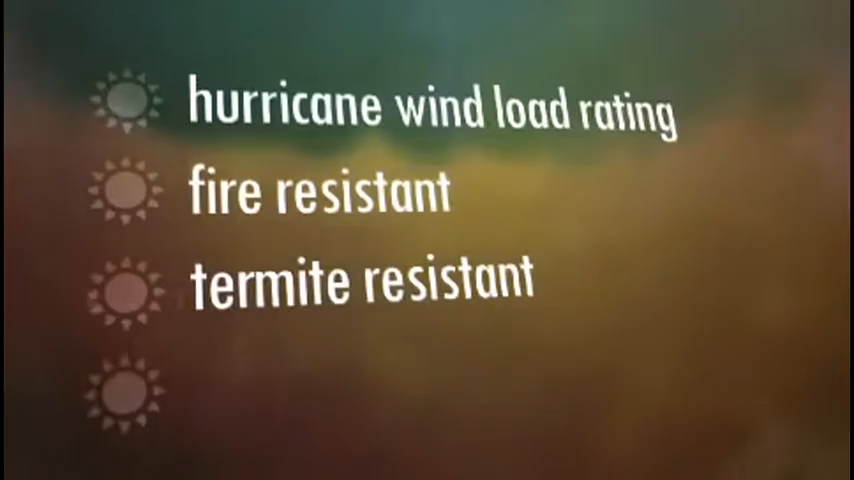 hurricane wind load rating
fire resistant
termite resistant